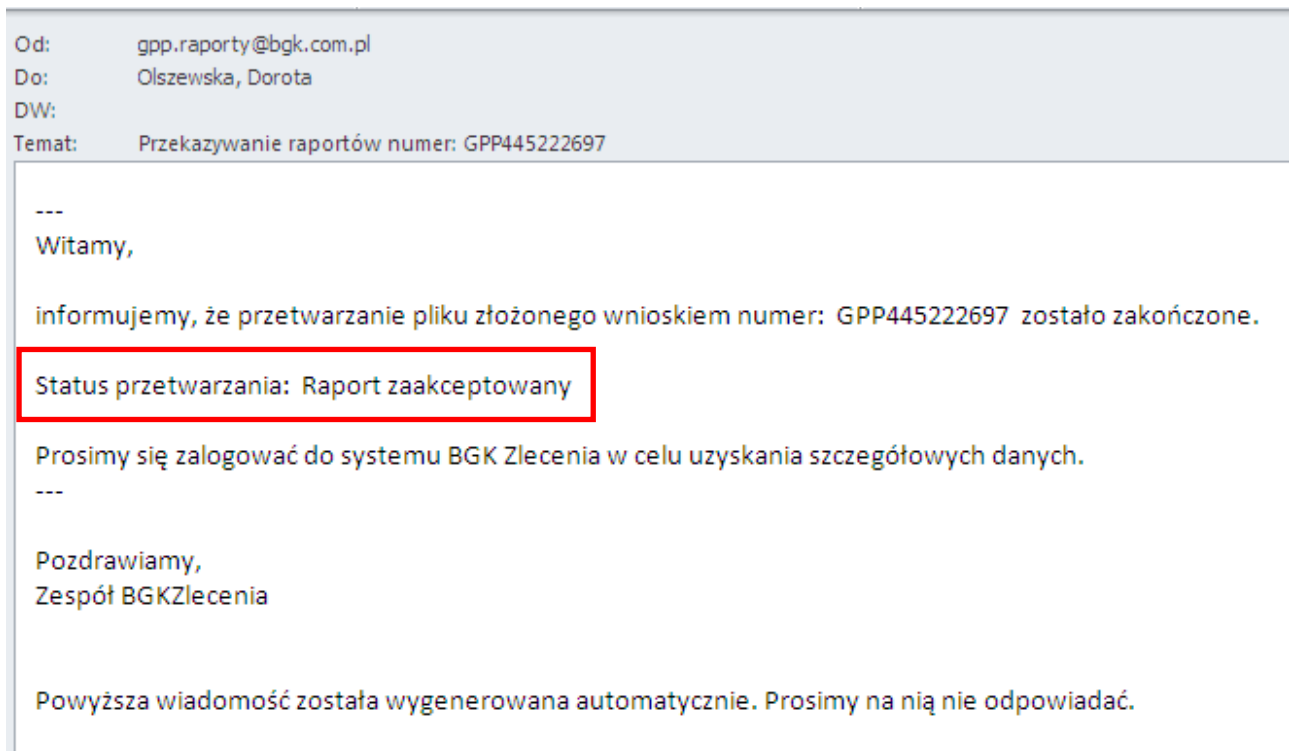 Od: gpp.raporty@bgk.com.pl
Do: Olszewska, Dorota
DW:
Temat: Przekazywanie raportów numer: GPP445222697
---
Witamy,
informujemy, że przetwarzanie pliku złożonego wnioskiem numer: GPP445222697 zostało zakończone.
Status przetwarzania: Raport zaakceptowany
Prosimy się zalogować do systemu BGK Zlecenia w celu uzyskania szczegółowych danych.
---
Pozdrawiamy,
Zespół BGKZlecenia
Powyższa wiadomość została wygenerowana automatycznie. Prosimy na nią nie odpowiadać.